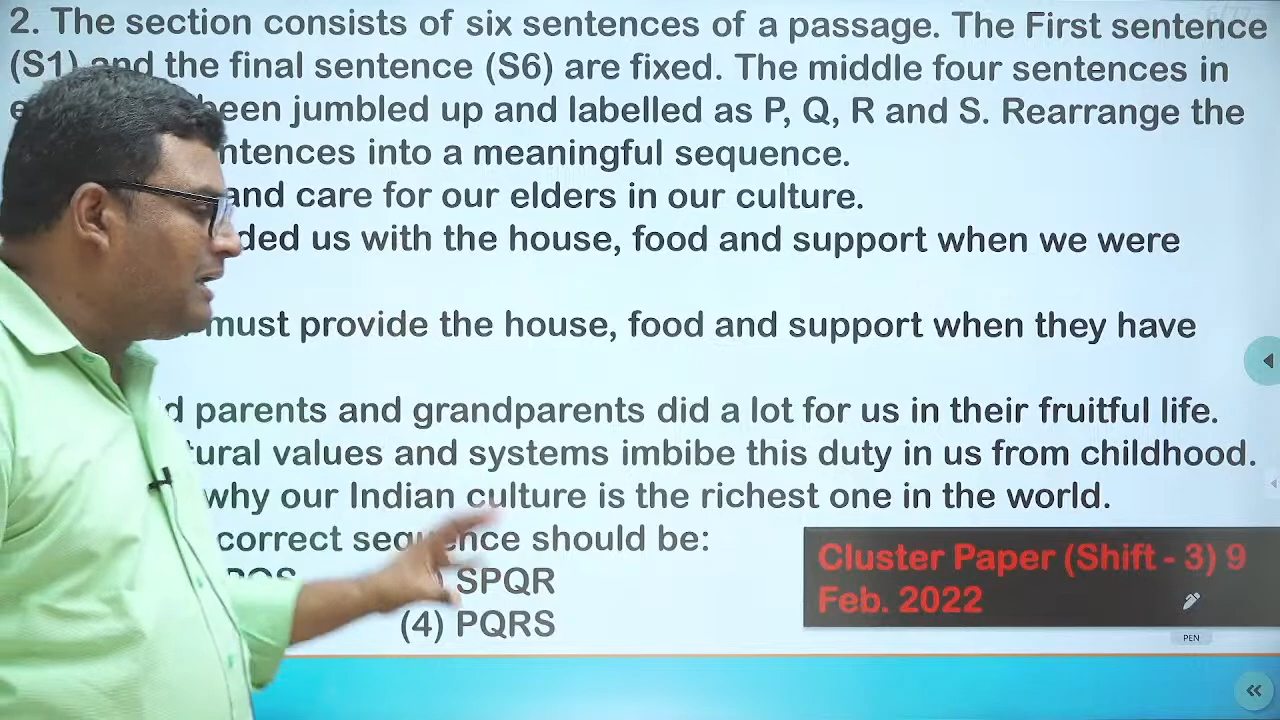 2. The section consists of six sentences of a passage. The First sentence
(S1) and the final sentence (S6) are fixed. The middle four sentences in
been jumbled up and labelled as P, Q, R and S. Rearrange the
into a meaningful sequence.
and care for our elders in our culture.
us with the house, food and support when we were
must provide the house, food and support when they have
parents and grandparents did a lot for us in their fruitful life.
values and systems imbibe this duty in us from childhood.
why our Indian culture is the richest one in the world.
correct sequence should be:
SPQR
(4) PQRS
Cluster Paper (Shift - 3) 9
Feb. 2022
PEN